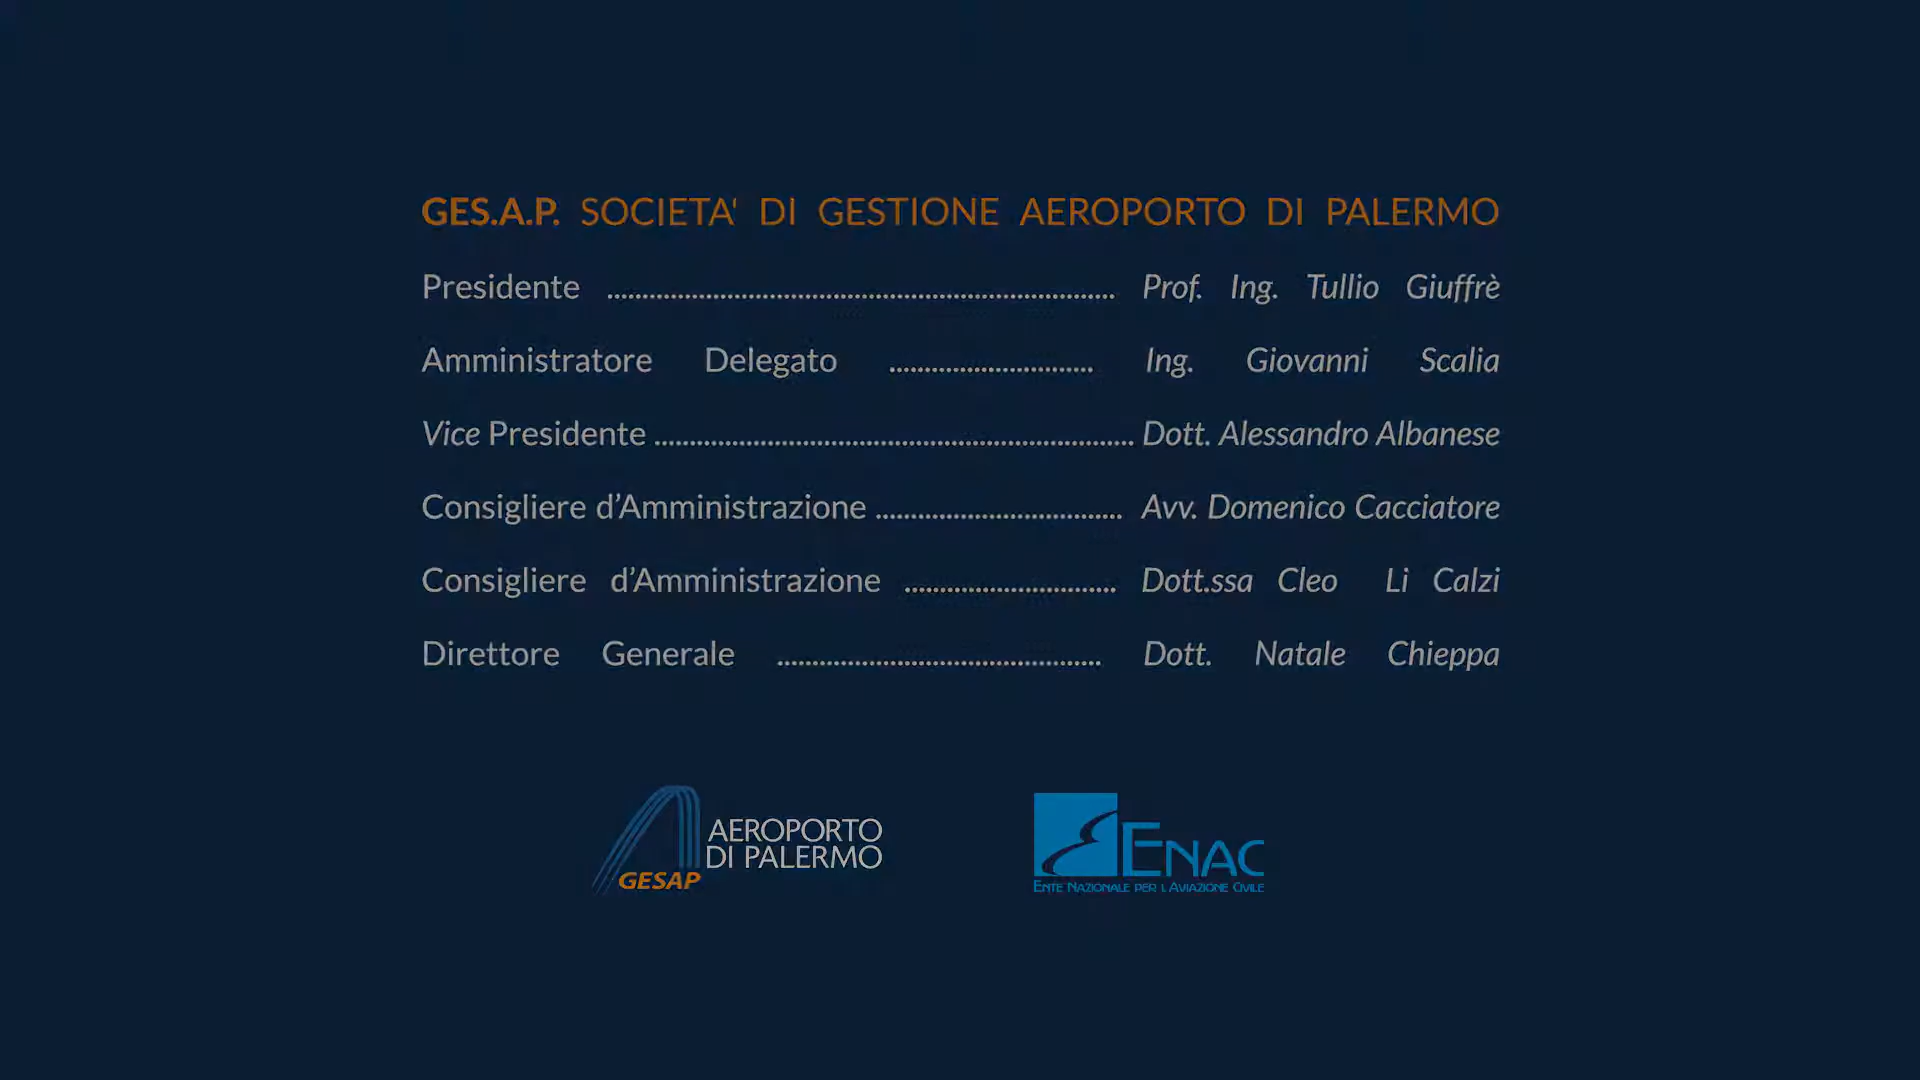 GES.A.P. SOCIETA' DI GESTIONE AEROPORTO DI PALERMO
Presidente ........................................................................ Prof. Ing. Tullio Giuffrè
Amministratore Delegato ............................. Ing. Giovanni Scalia
Vice Presidente .................................................................... Dott. Alessandro Albanese
Consigliere d’Amministrazione ................................... Avv. Domenico Cacciatore
Consigliere d’Amministrazione .............................. Dott.ssa Cleo Li Calzi
Direttore Generale .............................................. Dott. Natale Chieppa
AEROPORTO
DI PALERMO
GESAP
ENAC
ENTE NAZIONALE PER L'AVIAZIONE CIVILE